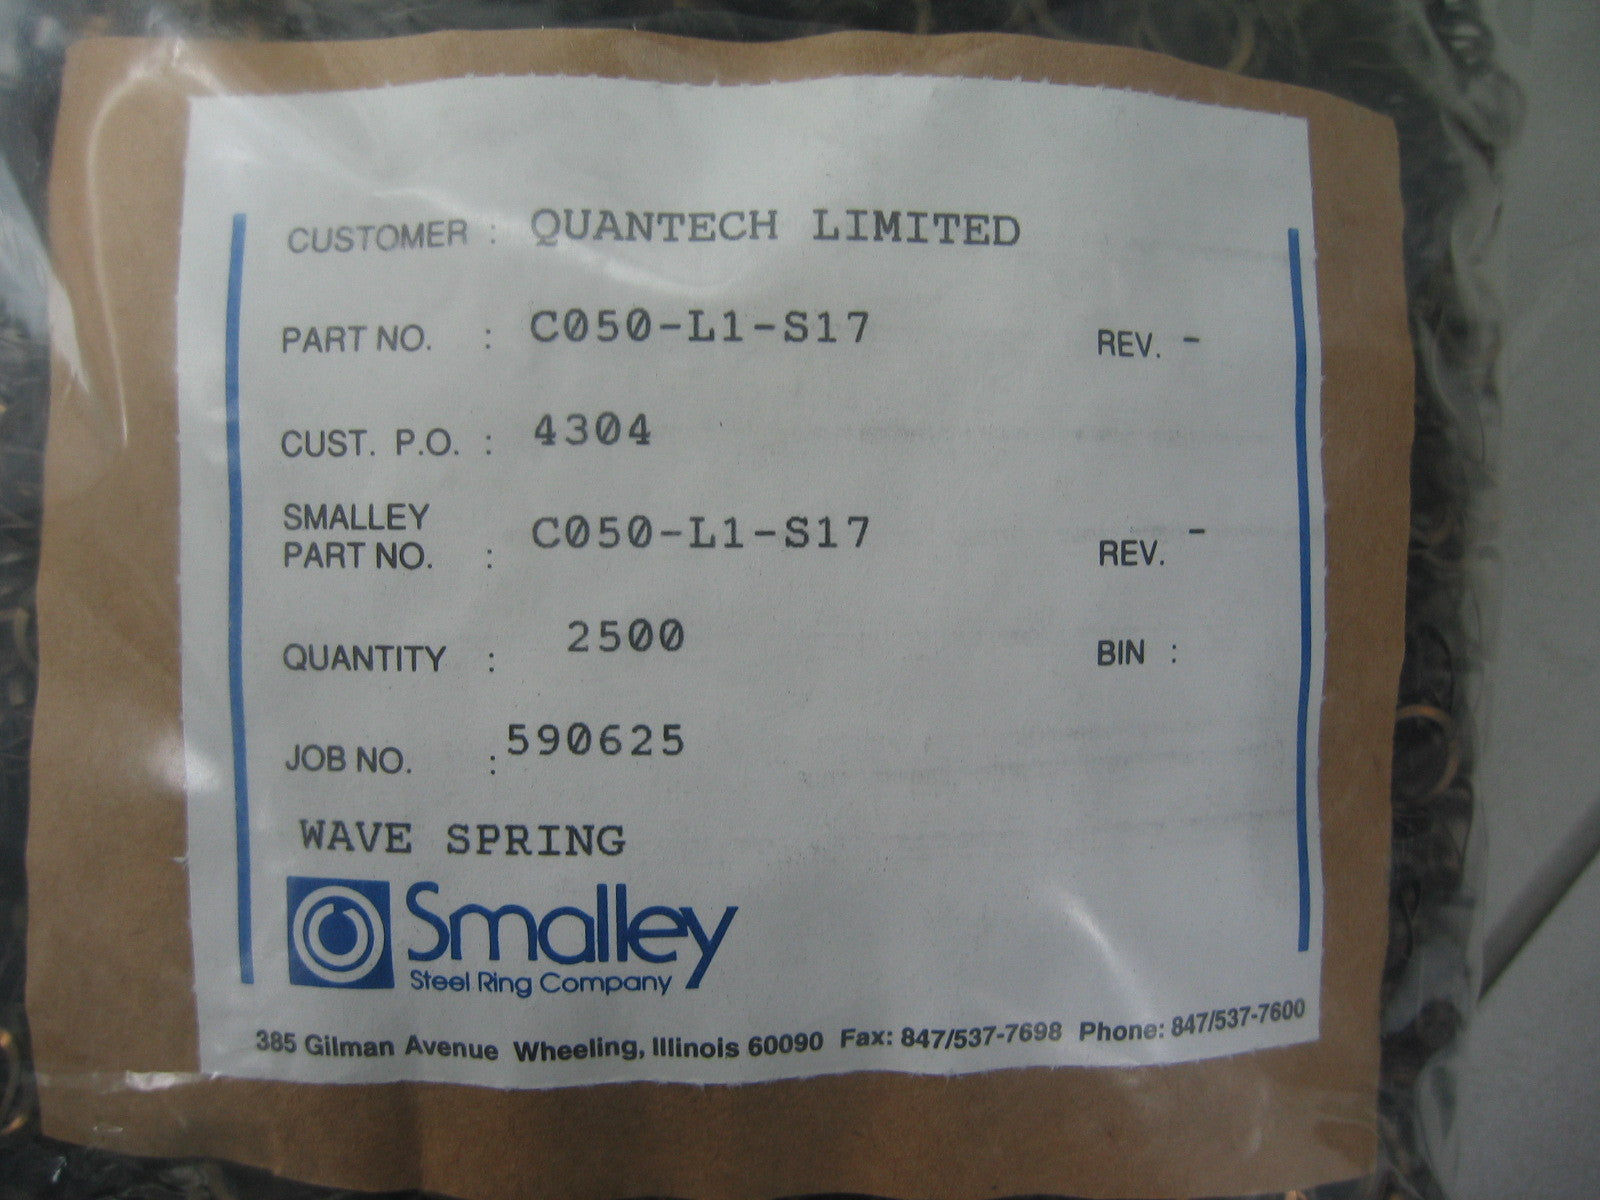 CUSTOMER : QUANTECH LIMITED
PART NO. : C050-L1-S17 REV. -
CUST. P.O. : 4304
SMALLEY
PART NO. : C050-L1-S17 REV. -
QUANTITY : 2500 BIN :
JOB NO. : 590625
WAVE SPRING
Smalley
Steel Ring Company
385 Gilman Avenue Wheeling, Illinois 60090 Fax: 847/537-7698 Phone: 847/537-7600